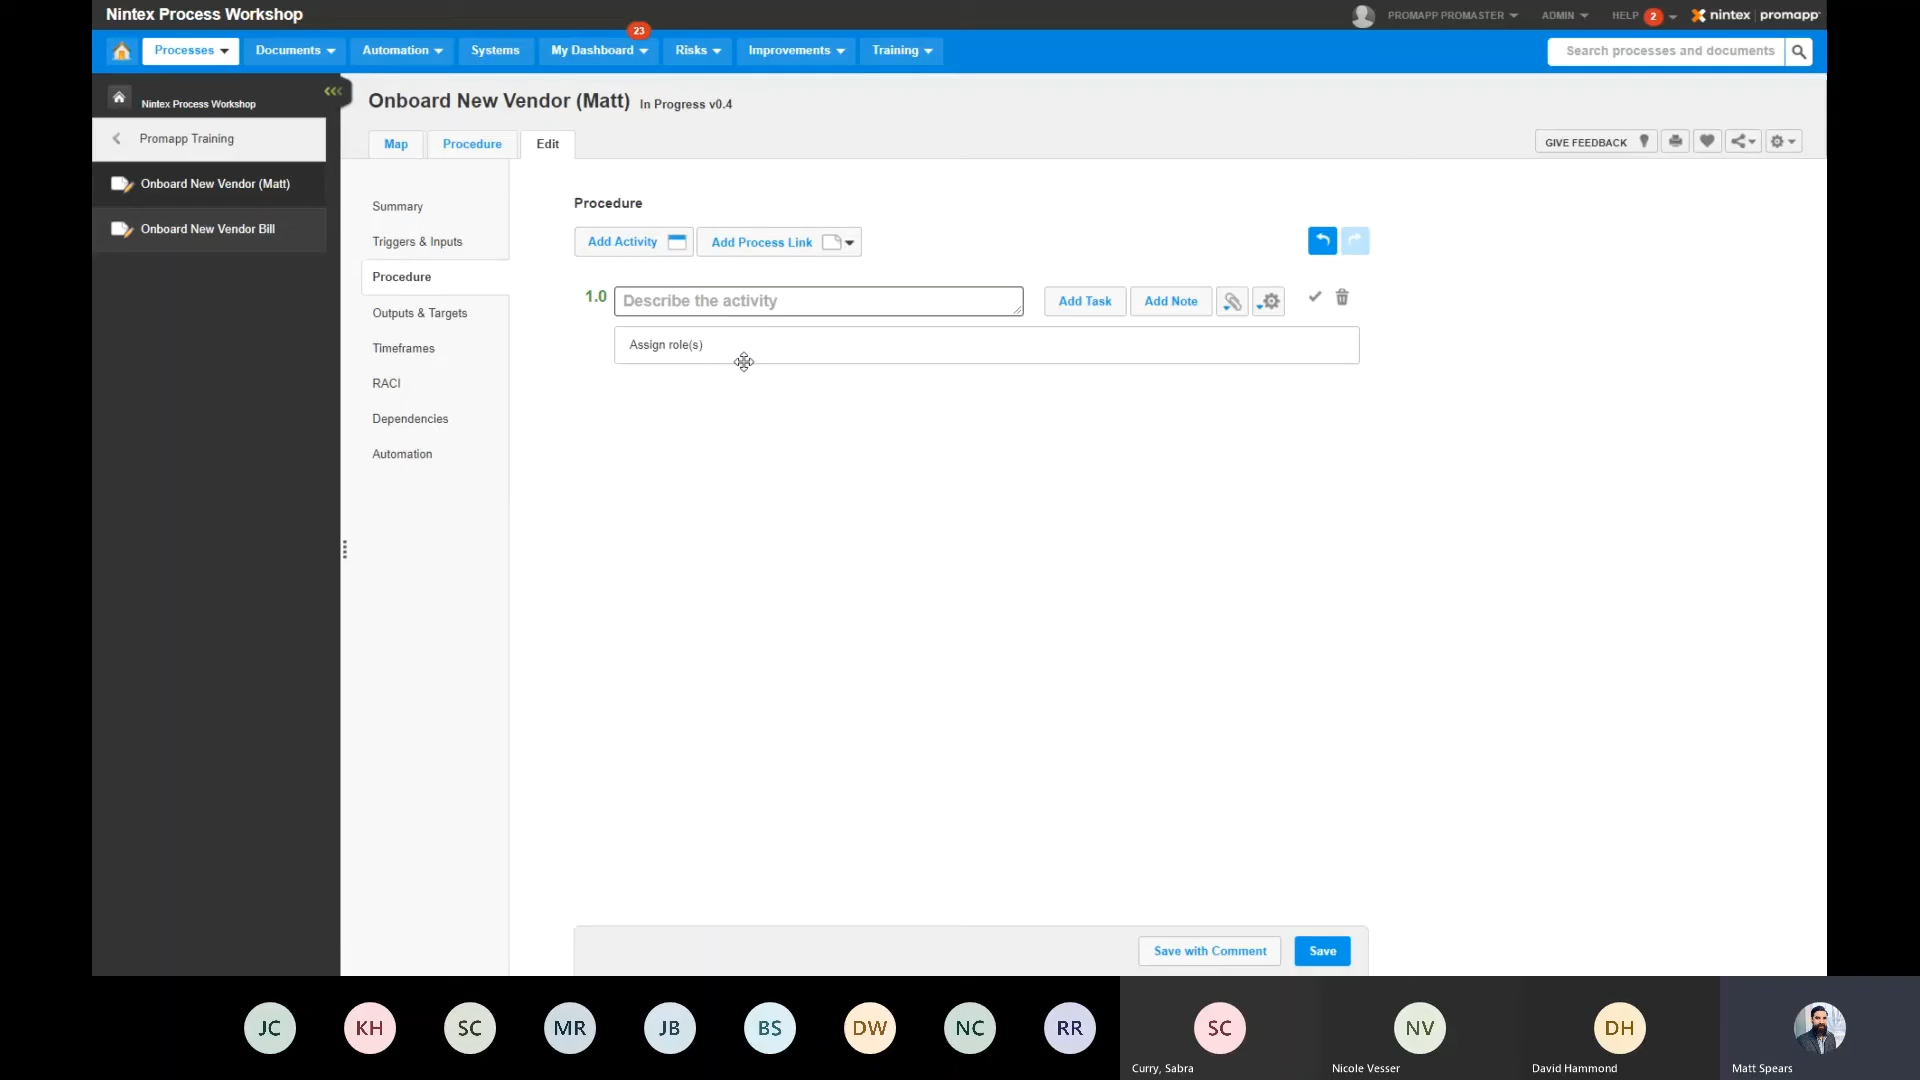 Nintex Process Workshop
PROMAPP PROMASTER
ADMIN
HELP 2
nintex | promapp
Processes
Documents
Automation
Systems
My Dashboard
23
Risks
Improvements
Training
Search processes and documents
Nintex Process Workshop
Promapp Training
Onboard New Vendor (Matt)
Onboard New Vendor Bill
Onboard New Vendor (Matt) In Progress v0.4
Map
Procedure
Edit
GIVE FEEDBACK
Summary
Triggers & Inputs
Procedure
Outputs & Targets
Timeframes
RACI
Dependencies
Automation
Procedure
Add Activity
Add Process Link
1.0 Describe the activity
Add Task
Add Note
Assign role(s)
Save with Comment
Save
JC
KH
SC
MR
JB
BS
DW
NC
RR
SC
Curry, Sabra
NV
Nicole Vesser
DH
David Hammond
Matt Spears